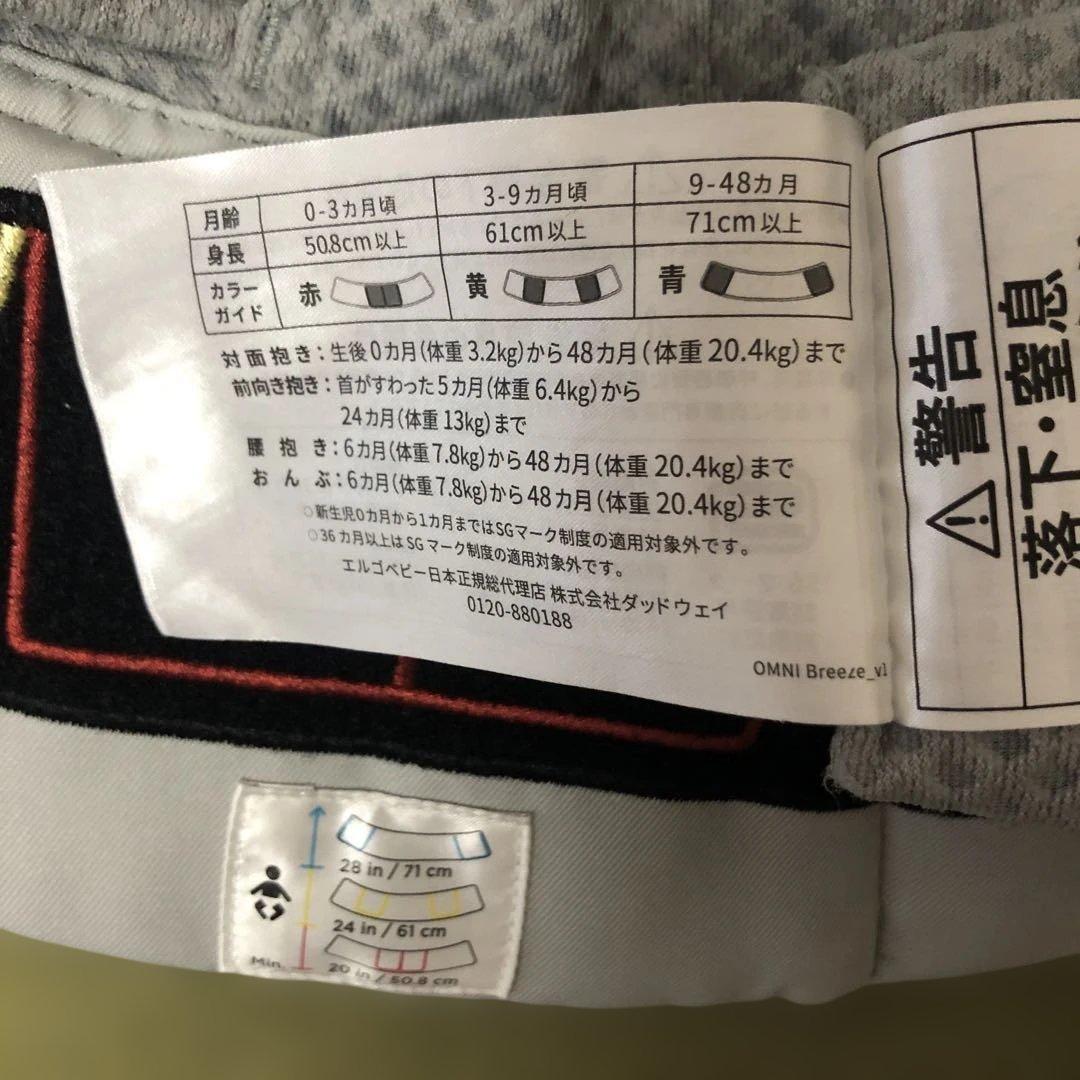 月齢 0-3カ月頃 3-9カ月頃 9-48カ月
身長 50.8cm以上 61cm以上 71cm以上
カラー
ガイド 赤 黄 青
対面抱き：生後0カ月(体重3.2kg)から48カ月(体重20.4kg)まで
前向き抱き：首がすわった5カ月(体重6.4kg)から
24カ月(体重13kg)まで
腰抱き：6カ月(体重7.8kg)から48カ月(体重20.4kg)まで
おんぶ：6カ月(体重7.8kg)から48カ月(体重20.4kg)まで
○新生児0カ月から1カ月まではSGマーク制度の適用対象外です。
○36カ月以上はSGマーク制度の適用対象外です。
エルゴベビー日本正規総代理店 株式会社ダッドウェイ
0120-880188
OMNI Breeze_v1
警告
落下・窒息
28 in / 71 cm
24 in / 61 cm
Min. 20 in / 50.8 cm